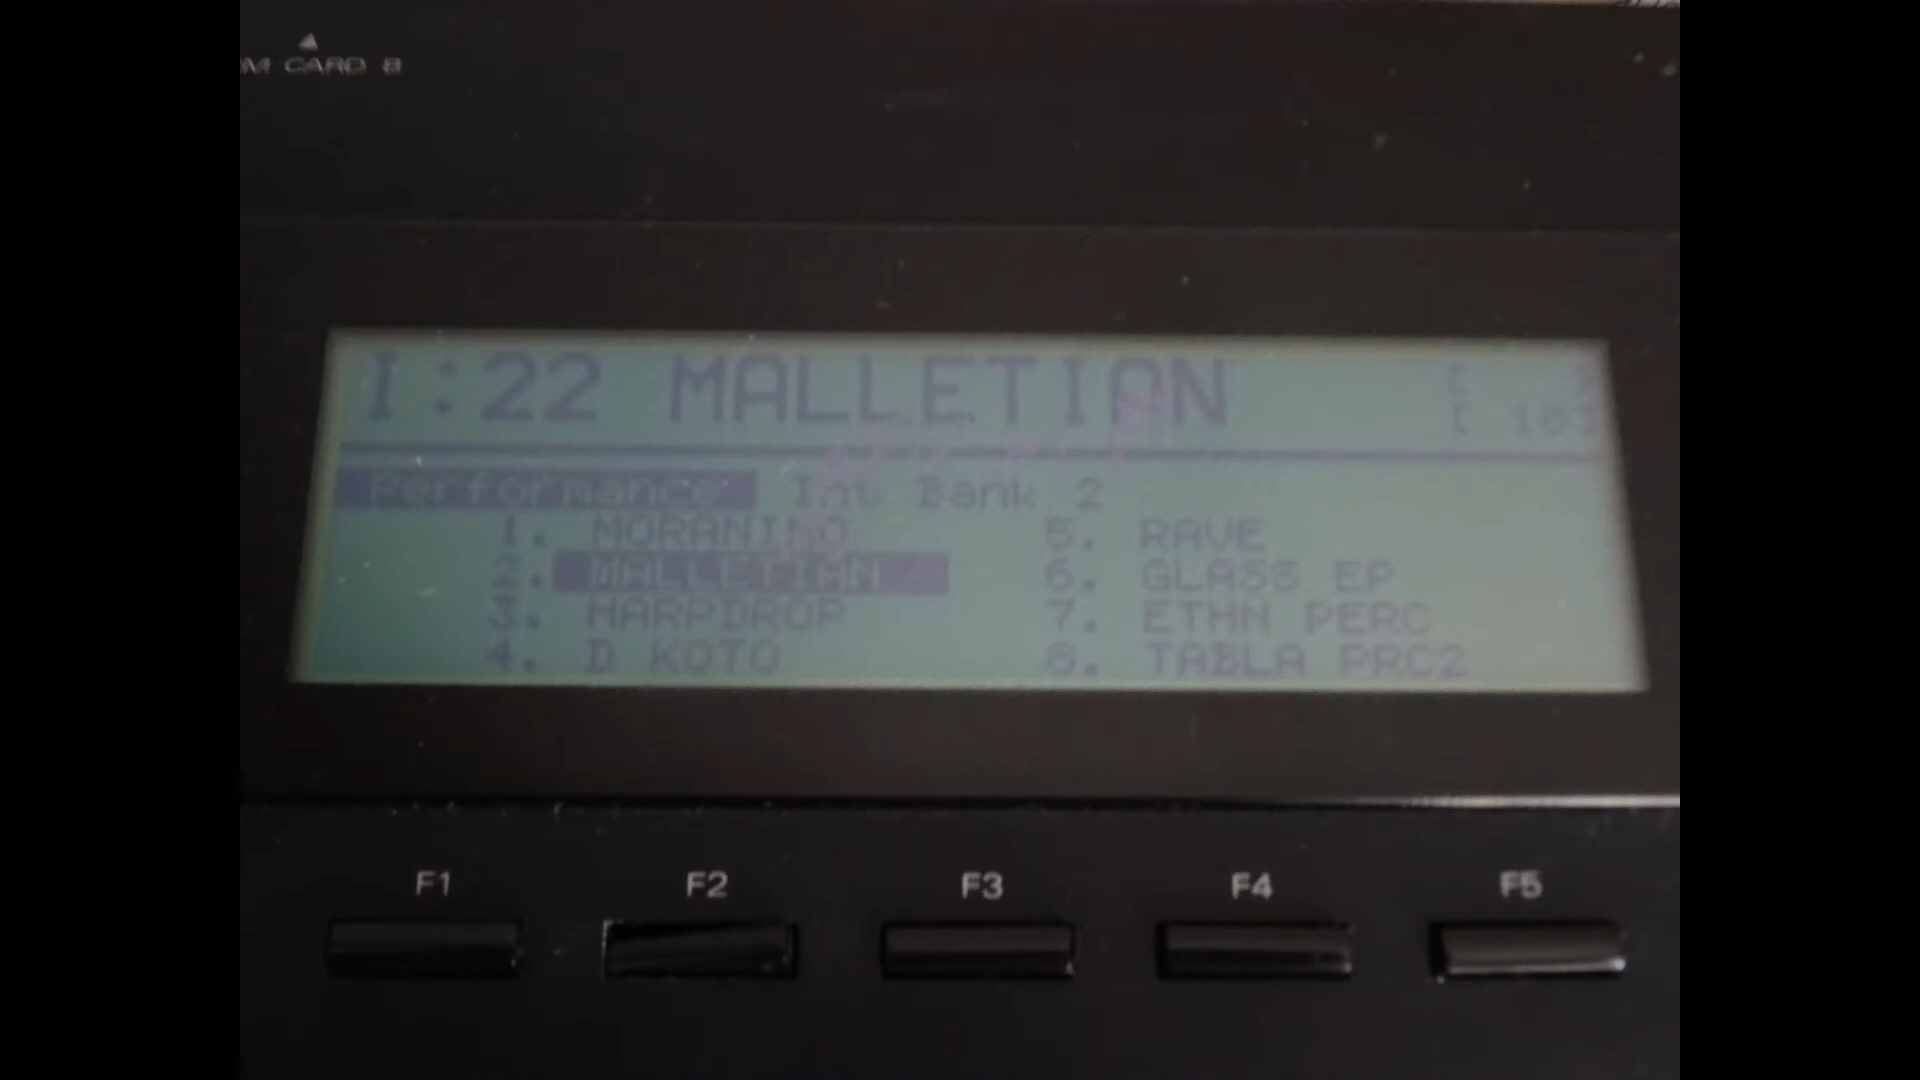 CARD B
I:22 MALLETIAN
Performance Int Bank 2
1. MORANINO
5. RAVE
2. MALLETIAN
6. GLASS EP
3. HARPDROP
7. ETHN PERC
4. D KOTO
8. TABLA PRC2
F1 F2 F3 F4 F5